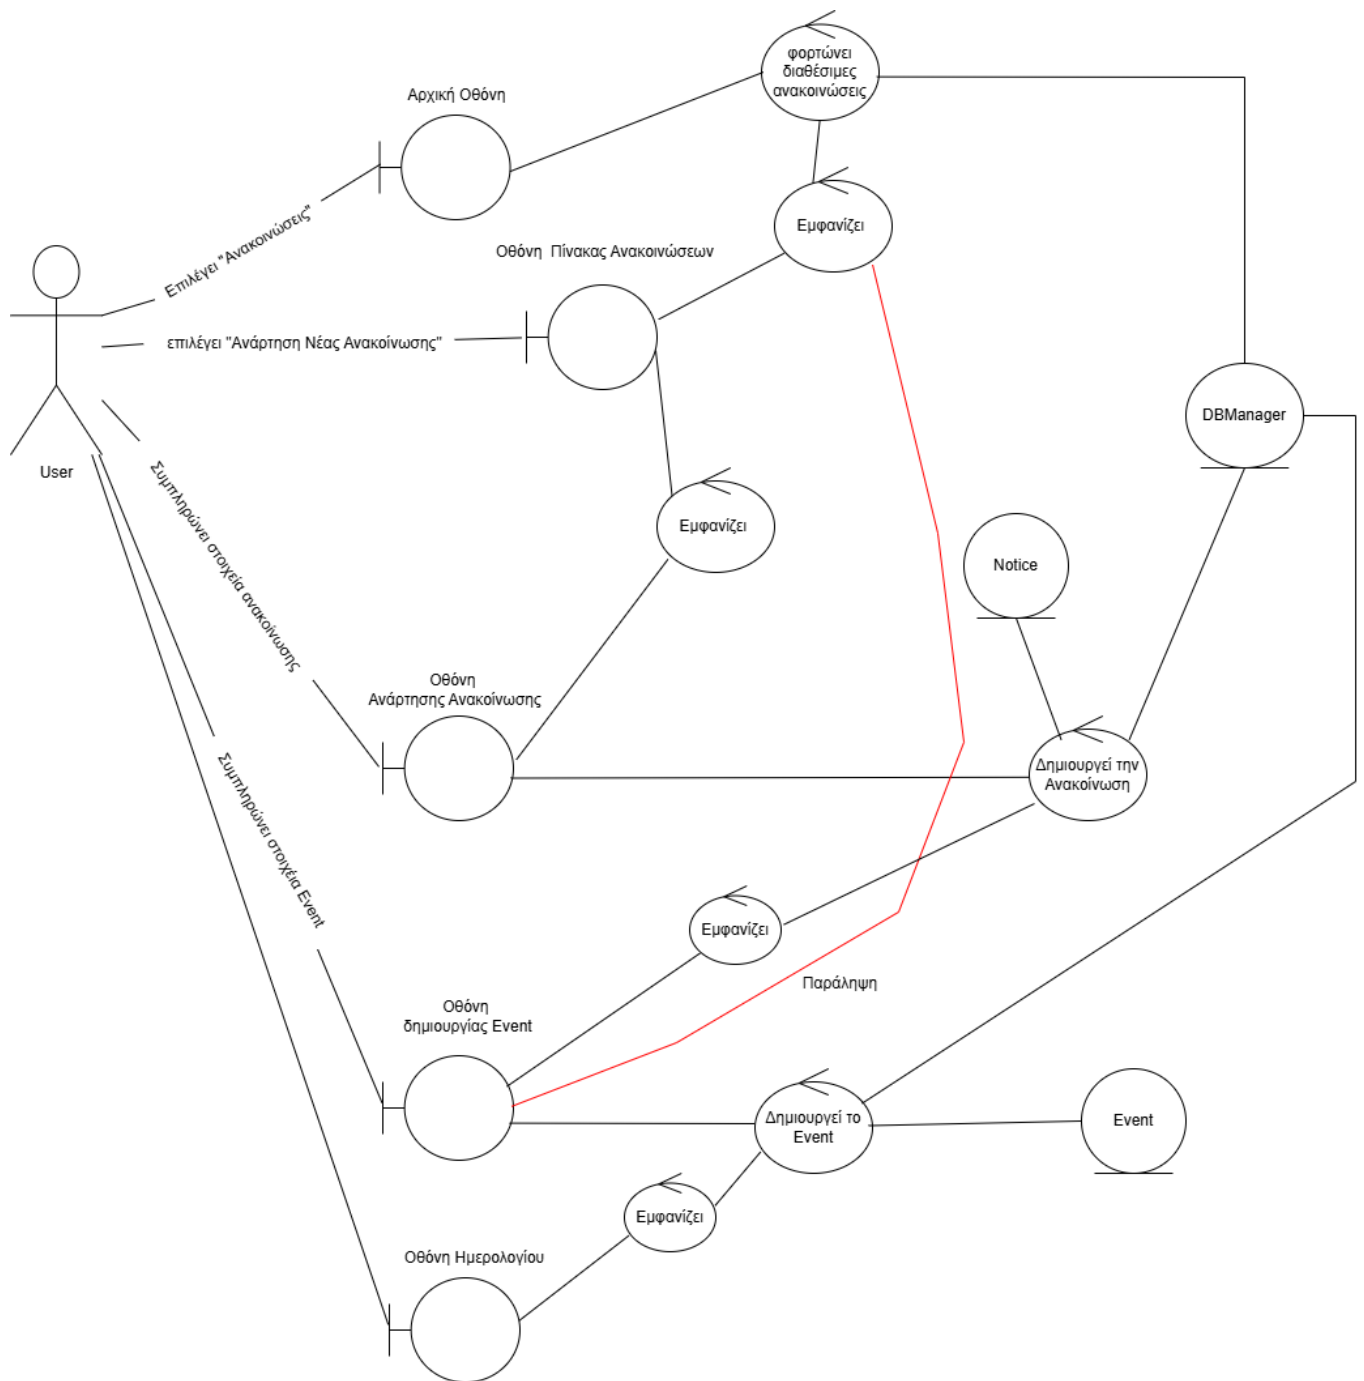 φορτώνει
διαθέσιμες
ανακοινώσεις
Αρχική Οθόνη
Επιλέγει "Ανακοινώσεις"
Εμφανίζει
Οθόνη Πίνακας Ανακοινώσεων
επιλέγει "Ανάρτηση Νέας Ανακοίνωσης"
DBManager
User
Συμπληρώνει στοιχεία ανακοίνωσης
Εμφανίζει
Notice
Οθόνη
Ανάρτησης Ανακοίνωσης
Δημιουργεί την
Ανακοίνωση
Συμπληρώνει στοιχέια Event
Εμφανίζει
Παράληψη
Οθόνη
δημιουργίας Event
Δημιουργεί το
Event
Event
Εμφανίζει
Οθόνη Ημερολογίου